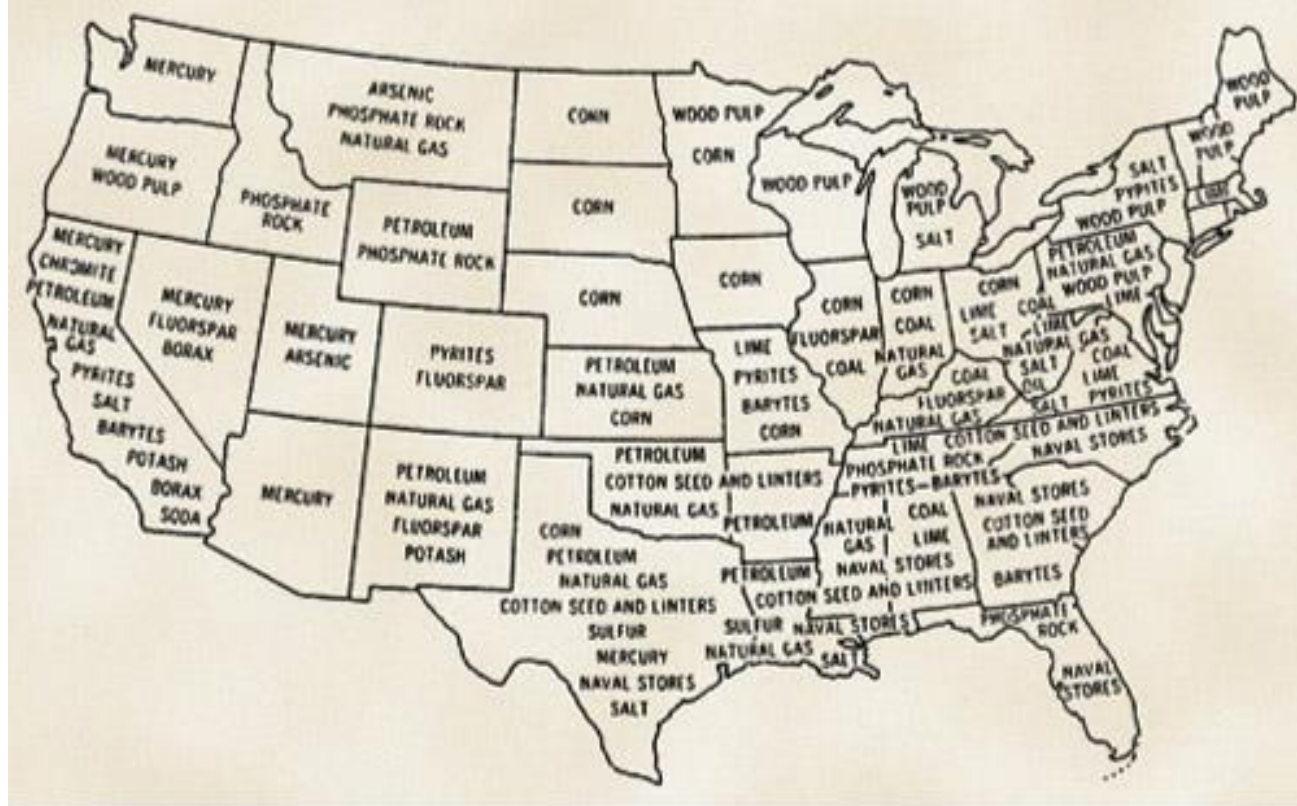 MERCURY
MERCURY
WOOD PULP
PHOSPHATE
ROCK
ARSENIC
PHOSPHATE ROCK
NATURAL GAS
PETROLEUM
PHOSPHATE ROCK
MERCURY
CHROMITE
PETROLEUM
NATURAL
GAS
PYRITES
SALT
BARYTES
POTASH
BORAX
SODA
MERCURY
FLUORSPAR
BORAX
MERCURY
ARSENIC
PYRITES
FLUORSPAR
MERCURY
PETROLEUM
NATURAL GAS
FLUORSPAR
POTASH
CORN
CORN
CORN
PETROLEUM
NATURAL GAS
CORN
PETROLEUM
COTTON SEED AND LINTERS
NATURAL GAS
CORN
PETROLEUM
NATURAL GAS
COTTON SEED AND LINTERS
SULFUR
MERCURY
NAVAL STORES
SALT
WOOD PULP
CORN
CORN
LIME
PYRITES
BARYTES
CORN
PETROLEUM
PETROLEUM
SULFUR
NATURAL GAS
SALT
WOOD PULP
CORN
FLUORSPAR
COAL
WOOD
PULP
SALT
CORN
COAL
NATURAL
GAS
CORN
LIME
COAL
SALT
COAL
FLUORSPAR
NATURAL GAS
LIME
NATURAL GAS
SALT
OIL
COAL
LIME
SALT
PYRITES
LIME
COTTON SEED AND LINTERS
NAVAL STORES
PHOSPHATE ROCK
PYRITES-BARYTES
NATURAL
GAS
COAL
LIME
NAVAL STORES
COTTON SEED AND LINTERS
NAVAL STORES
NAVAL STORES
COTTON SEED
AND LINTERS
BARYTES
PHOSPHATE
ROCK
NAVAL
STORES
SALT
PYPITES
WOOD PULP
PETROLEUM
NATURAL GAS
WOOD PULP
LIME
WOOD
PULP
WOOD
PULP